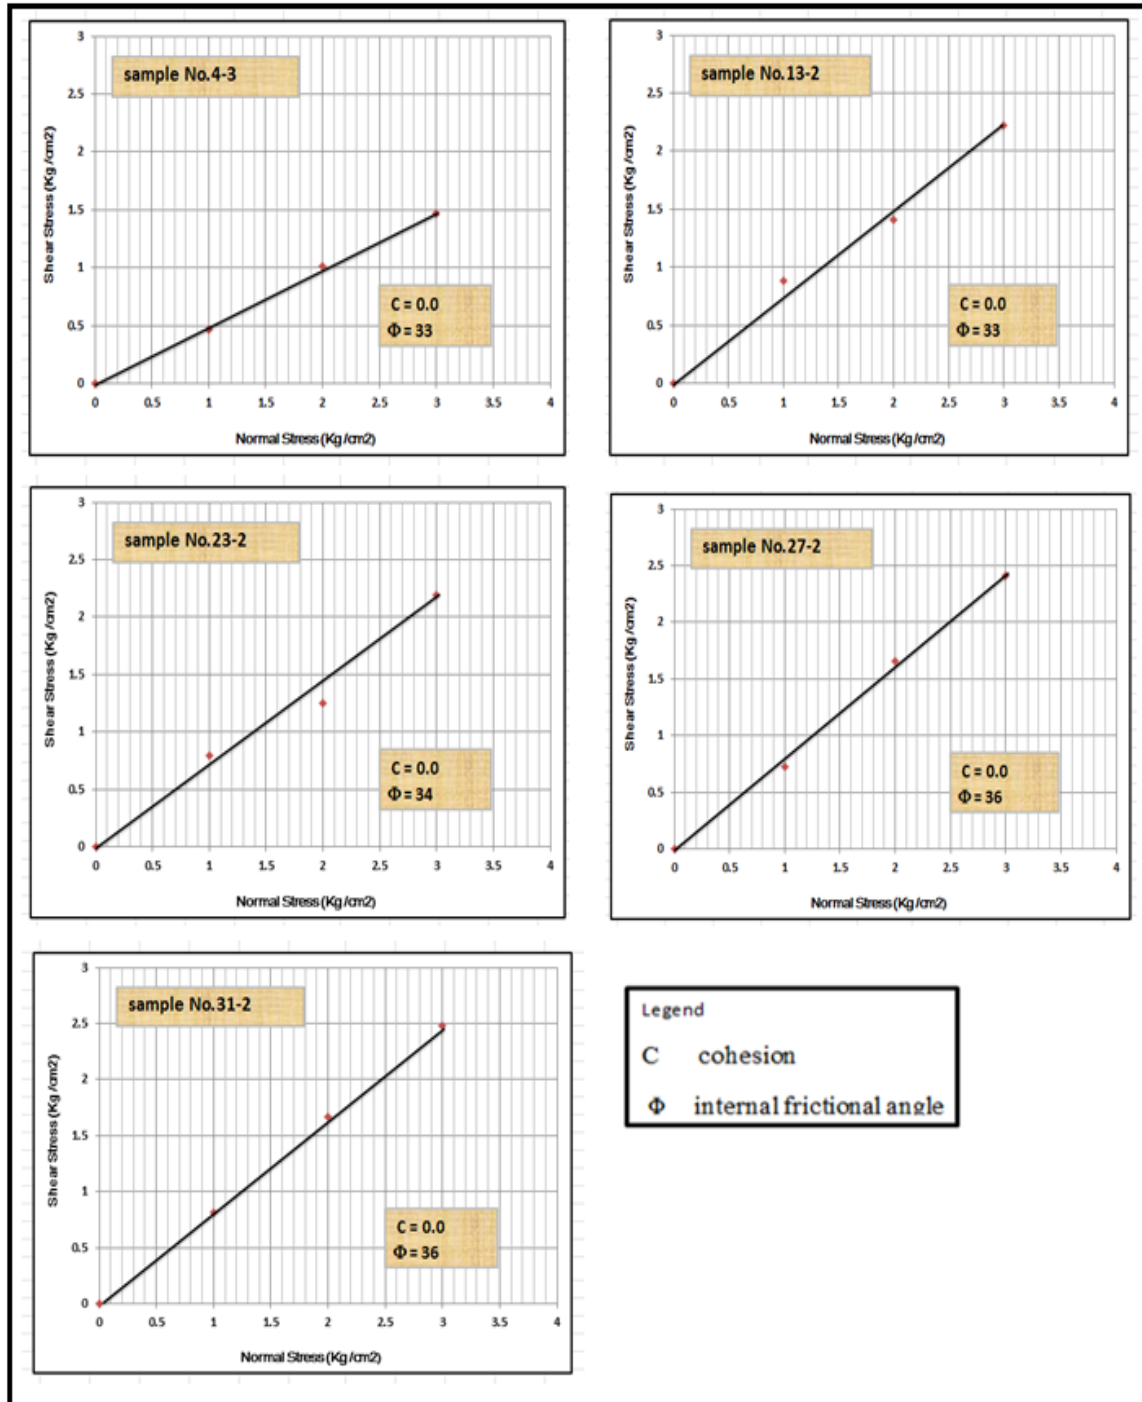 sample No.4-3
3
2.5
2
1.5
1
0.5
0
Shear Stress (Kg/cm2)
C = 0.0
Φ = 33
0 0.5 1 1.5 2 2.5 3 3.5 4
Normal Stress (Kg/cm2)
sample No.13-2
3
2.5
2
1.5
1
0.5
0
Shear Stress (Kg/cm2)
C = 0.0
Φ = 33
0 0.5 1 1.5 2 2.5 3 3.5 4
Normal Stress (Kg/cm2)
sample No.23-2
3
2.5
2
1.5
1
0.5
0
Shear Stress (Kg/cm2)
C = 0.0
Φ = 34
0 0.5 1 1.5 2 2.5 3 3.5 4
Normal Stress (Kg/cm2)
sample No.27-2
3
2.5
2
1.5
1
0.5
0
Shear Stress (Kg/cm2)
C = 0.0
Φ = 36
0 0.5 1 1.5 2 2.5 3 3.5 4
Normal Stress (Kg/cm2)
sample No.31-2
3
2.5
2
1.5
1
0.5
0
Shear Stress (Kg/cm2)
C = 0.0
Φ = 36
0 0.5 1 1.5 2 2.5 3 3.5 4
Normal Stress (Kg/cm2)
Legend
C cohesion
Φ internal frictional angle